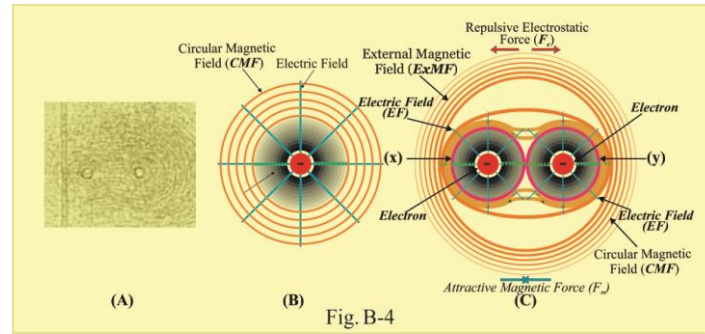 Repulsive Electrostatic
Force (Fe)
Circular Magnetic
Field (CMF)
Electric Field
External Magnetic
Field (ExMF)
Electric Field
(EF)
Electron
(x)
(y)
Electron
Electric Field
(EF)
Circular Magnetic
Field (CMF)
Attractive Magnetic Force (Fm)
(A)
(B)
(C)
Fig. B-4